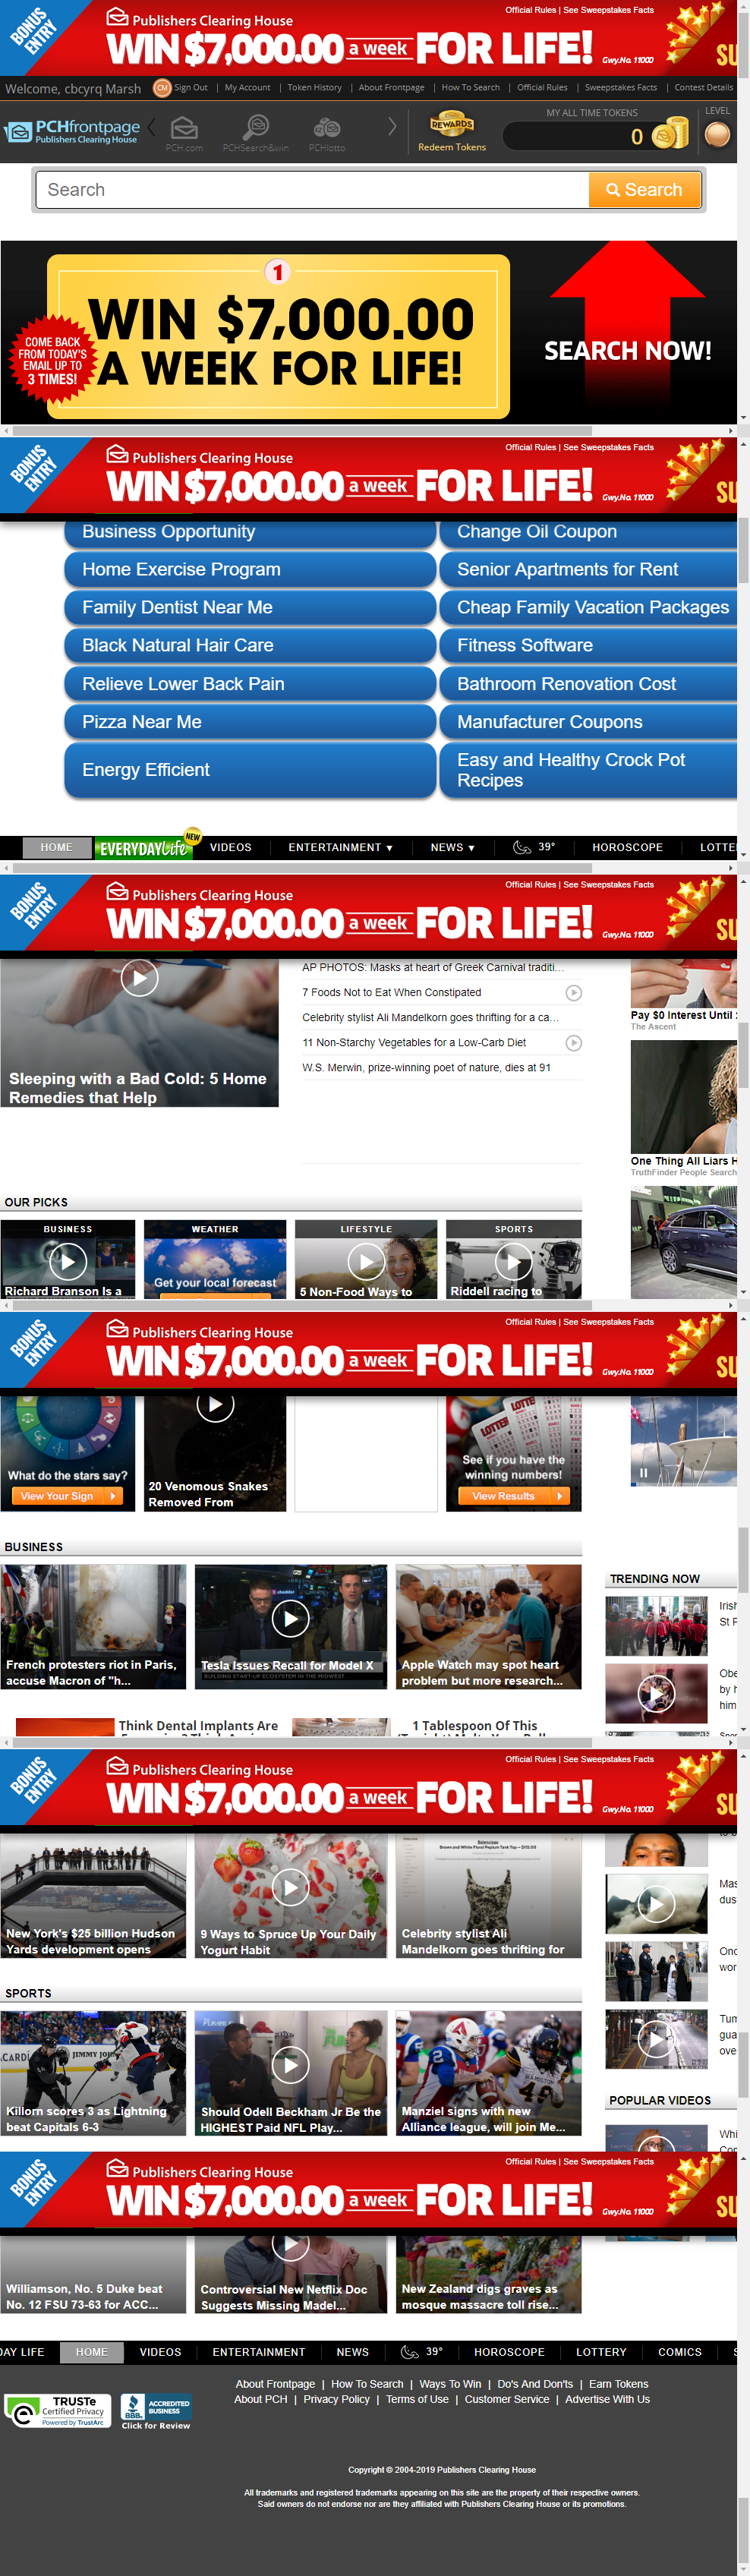 BONUS ENTRY
Publishers Clearing House
Official Rules | See Sweepstakes Facts
WIN $7,000.00 a week FOR LIFE!
Gwy.No. 11000
SU
Welcome, cbcyrq Marsh
CM Sign Out | My Account | Token History | About Frontpage | How To Search | Official Rules | Sweepstakes Facts | Contest Details
PCHfrontpage
Publishers Clearing House
PCH.com
PCHSearch&win
PCHlotto
REWARDS
Redeem Tokens
MY ALL TIME TOKENS
0
LEVEL
Search
Search
1
WIN $7,000.00
A WEEK FOR LIFE!
COME BACK
FROM TODAY'S
EMAIL UP TO
3 TIMES!
SEARCH NOW!
BONUS ENTRY
Publishers Clearing House
Official Rules | See Sweepstakes Facts
WIN $7,000.00 a week FOR LIFE!
Gwy.No. 11000
SU
Business Opportunity
Change Oil Coupon
Home Exercise Program
Senior Apartments for Rent
Family Dentist Near Me
Cheap Family Vacation Packages
Black Natural Hair Care
Fitness Software
Relieve Lower Back Pain
Bathroom Renovation Cost
Pizza Near Me
Manufacturer Coupons
Energy Efficient
Easy and Healthy Crock Pot
Recipes
HOME EVERYDAY Life NEW VIDEOS ENTERTAINMENT NEWS 39° HOROSCOPE LOTTE
BONUS ENTRY
Publishers Clearing House
Official Rules | See Sweepstakes Facts
WIN $7,000.00 a week FOR LIFE!
Gwy.No. 11000
SU
Sleeping with a Bad Cold: 5 Home
Remedies that Help
AP PHOTOS: Masks at heart of Greek Carnival traditi...
7 Foods Not to Eat When Constipated
Celebrity stylist Ali Mandelkorn goes thrifting for a ca...
11 Non-Starchy Vegetables for a Low-Carb Diet
W.S. Merwin, prize-winning poet of nature, dies at 91
Pay $0 Interest Until
The Ascent
One Thing All Liars H
TruthFinder People Search
OUR PICKS
BUSINESS
Richard Branson Is a
WEATHER
Get your local forecast
LIFESTYLE
5 Non-Food Ways to
SPORTS
Riddell racing to
BONUS ENTRY
Publishers Clearing House
Official Rules | See Sweepstakes Facts
WIN $7,000.00 a week FOR LIFE!
Gwy.No. 11000
SU
What do the stars say?
View Your Sign
20 Venomous Snakes
Removed From
LOTTO
LOTTO
See if you have the
winning numbers!
View Results
BUSINESS
French protesters riot in Paris,
accuse Macron of "h...
Tesla Issues Recall for Model X
BUILDING START-UP ECOSYSTEM IN THE MIDWEST
Apple Watch may spot heart
problem but more research...
TRENDING NOW
Irish
St P
Obe
by h
him
Think Dental Implants Are
1 Tablespoon Of This
BONUS ENTRY
Publishers Clearing House
Official Rules | See Sweepstakes Facts
WIN $7,000.00 a week FOR LIFE!
Gwy.No. 11000
SU
New York's $25 billion Hudson
Yards development opens
9 Ways to Spruce Up Your Daily
Yogurt Habit
Balenciaga
Brown and White Floral Peplum Tank Top
Celebrity stylist Ali
Mandelkorn goes thrifting for
Mas
dus
Onc
wor
Tum
gua
ove
SPORTS
Killorn scores 3 as Lightning
beat Capitals 6-3
Should Odell Beckham Jr Be the
HIGHEST Paid NFL Play...
Manziel signs with new
Alliance league, will join Me...
POPULAR VIDEOS
Whi
BONUS ENTRY
Publishers Clearing House
Official Rules | See Sweepstakes Facts
WIN $7,000.00 a week FOR LIFE!
Gwy.No. 11000
SU
Williamson, No. 5 Duke beat
No. 12 FSU 73-63 for ACC...
Controversial New Netflix Doc
Suggests Missing Madel...
New Zealand digs graves as
mosque massacre toll rise...
DAY LIFE HOME VIDEOS ENTERTAINMENT NEWS 39° HOROSCOPE LOTTERY COMICS S
TRUSTe
Certified Privacy
Powered by TrustArc
BBB. ACCREDITED BUSINESS
Click for Review
About Frontpage | How To Search | Ways To Win | Do's And Don'ts | Earn Tokens
About PCH | Privacy Policy | Terms of Use | Customer Service | Advertise With Us
Copyright © 2004-2019 Publishers Clearing House
All trademarks and registered trademarks appearing on this site are the property of their respective owners.
Said owners do not endorse nor are they affiliated with Publishers Clearing House or its promotions.